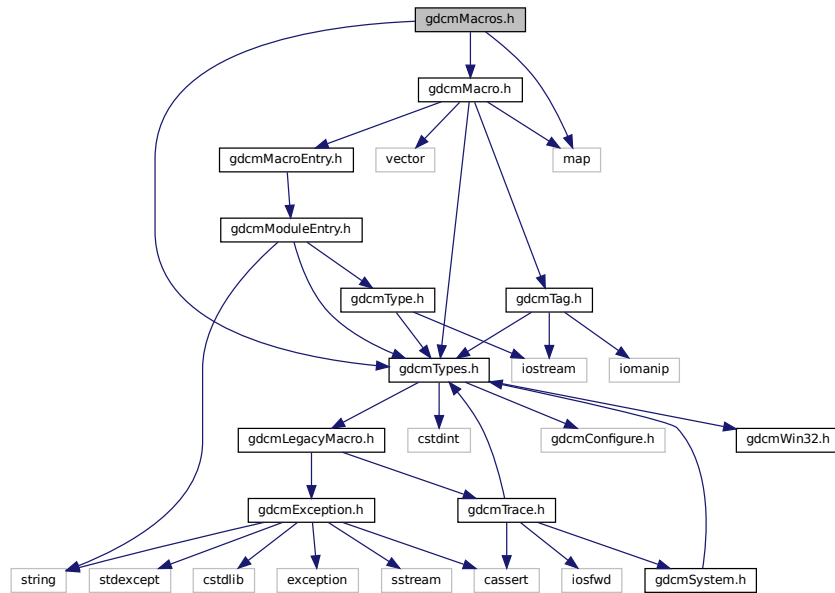 gdcmMacros.h
gdcmMacro.h
gdcmMacroEntry.h
vector
map
gdcmModuleEntry.h
gdcmType.h
gdcmTag.h
gdcmTypes.h
iostream
iomanip
gdcmLegacyMacro.h
cstdint
gdcmConfigure.h
gdcmWin32.h
gdcmException.h
gdcmTrace.h
string
stdexcept
cstdlib
exception
sstream
cassert
iosfwd
gdcmSystem.h